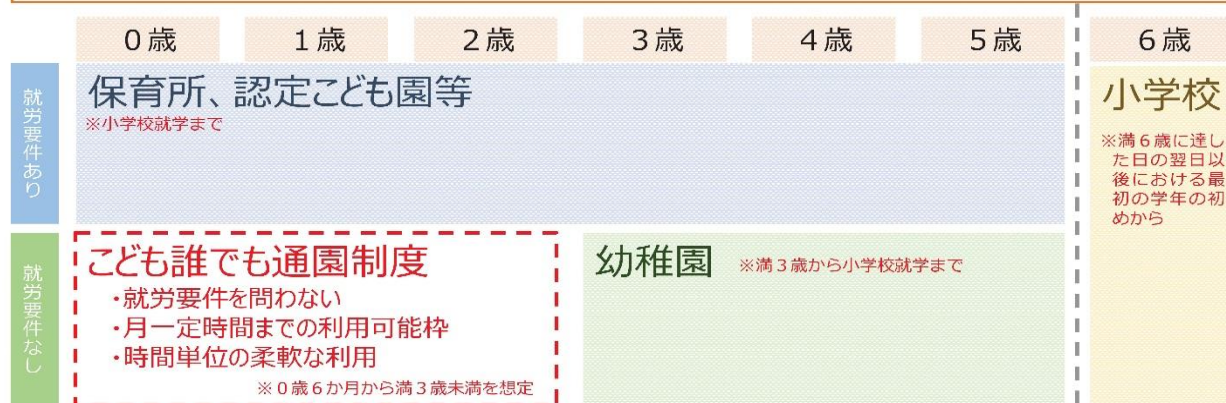 0歳
1歳
2歳
3歳
4歳
5歳
6歳
就労要件あり
保育所、認定こども園等
※小学校就学まで
小学校
※満６歳に達し
た日の翌日以
後における最
初の学年の初
めから
就労要件なし
こども誰でも通園制度
・就労要件を問わない
・月一定時間までの利用可能枠
・時間単位の柔軟な利用
※０歳６か月から満３歳未満を想定
幼稚園
※満３歳から小学校就学まで